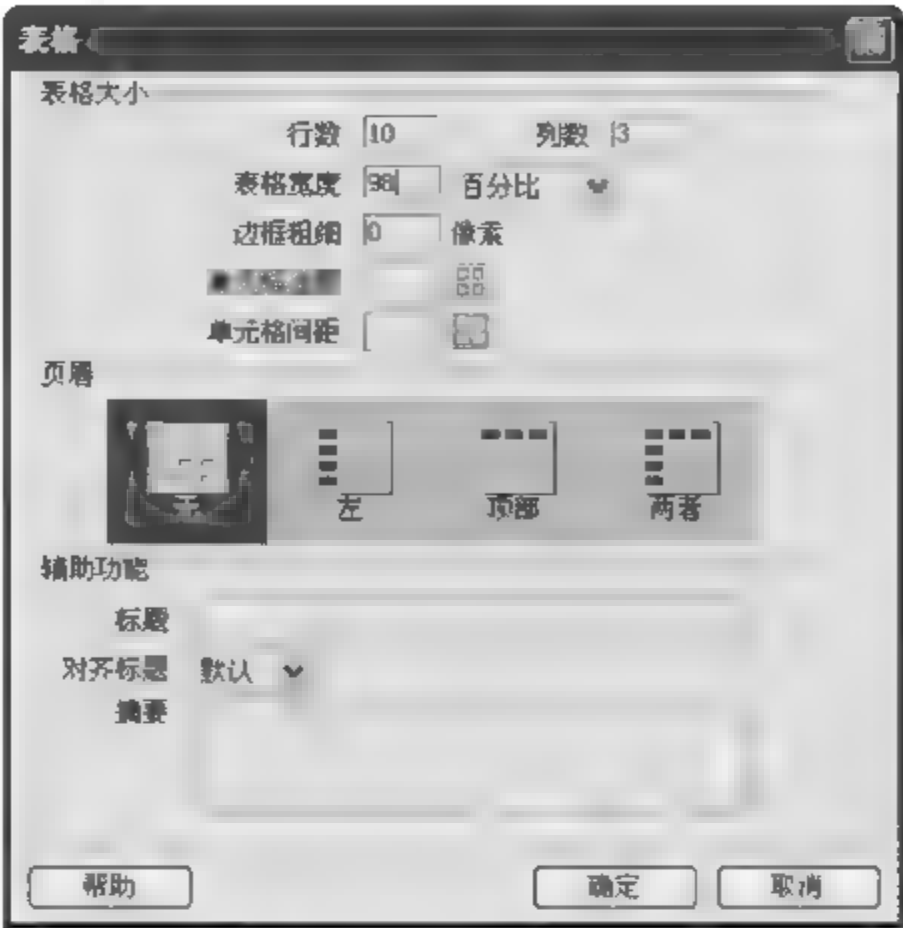 表格
表格大小
行数 10 列数 3
表格宽度 98 百分比
边框粗细 0 像素
单元格间距
页眉
无 左 顶部 两者
辅助功能
标题
对齐标题 默认
摘要
帮助 确定 取消